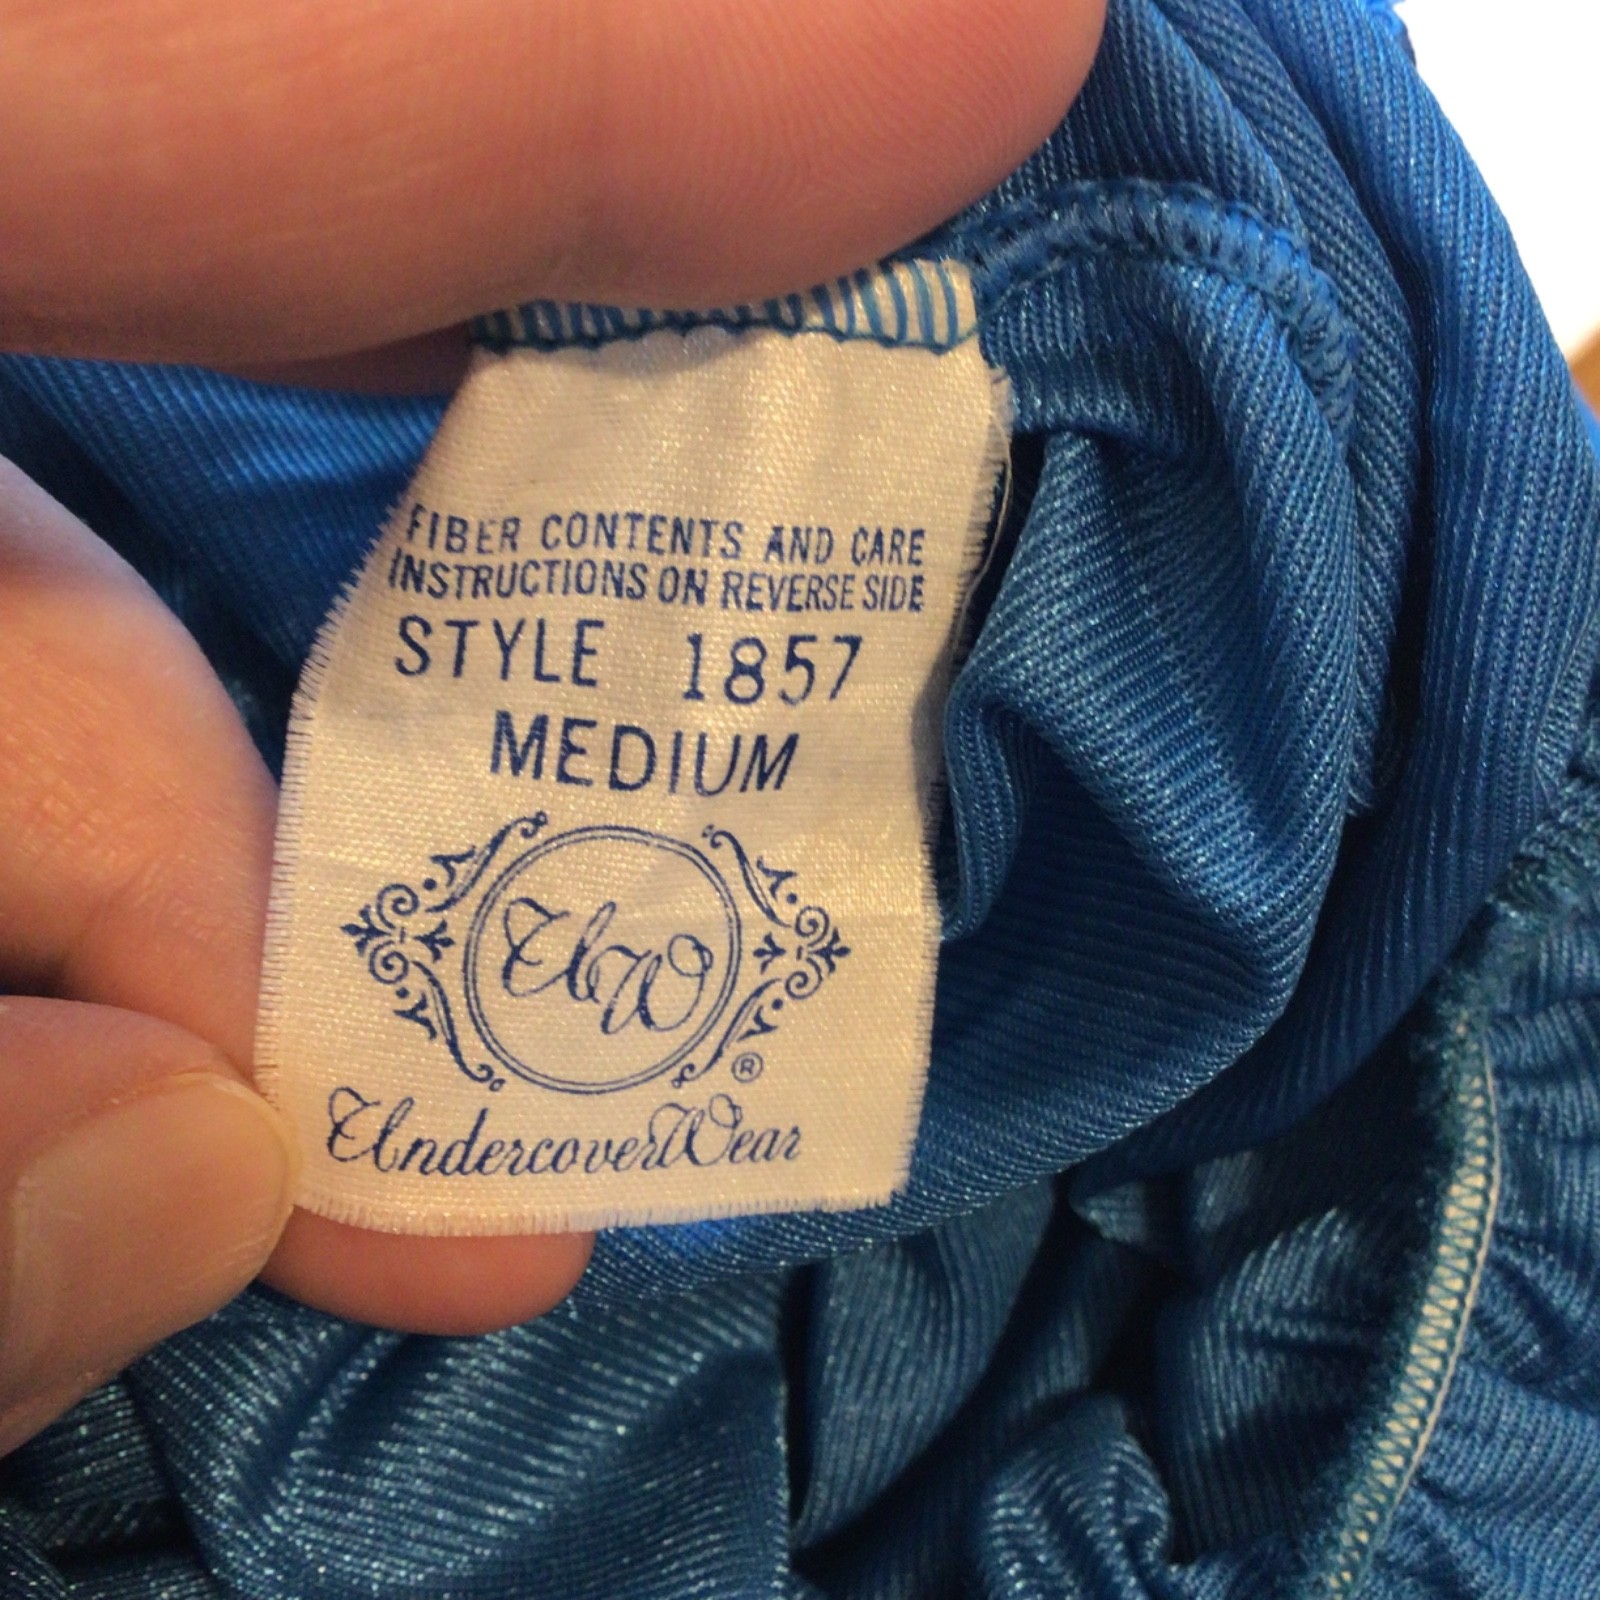 FIBER CONTENTS AND CARE
INSTRUCTIONS ON REVERSE SIDE
STYLE 1857
MEDIUM
UW
®
UndercoverWear